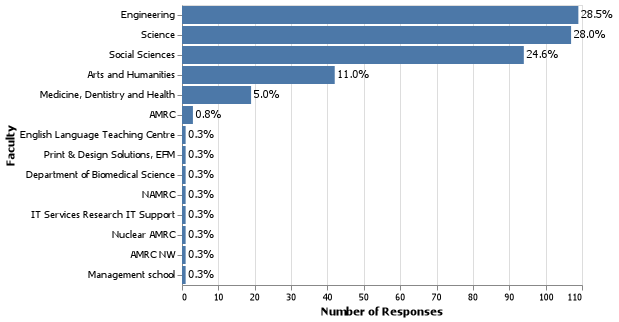 Engineering 28.5%
Science 28.0%
Social Sciences 24.6%
Arts and Humanities 11.0%
Medicine, Dentistry and Health 5.0%
AMRC 0.8%
English Language Teaching Centre 0.3%
Print & Design Solutions, EFM 0.3%
Department of Biomedical Science 0.3%
NAMRC 0.3%
IT Services Research IT Support 0.3%
Nuclear AMRC 0.3%
AMRC NW 0.3%
Management school 0.3%
Faculty
0 10 20 30 40 50 60 70 80 90 100 110
Number of Responses